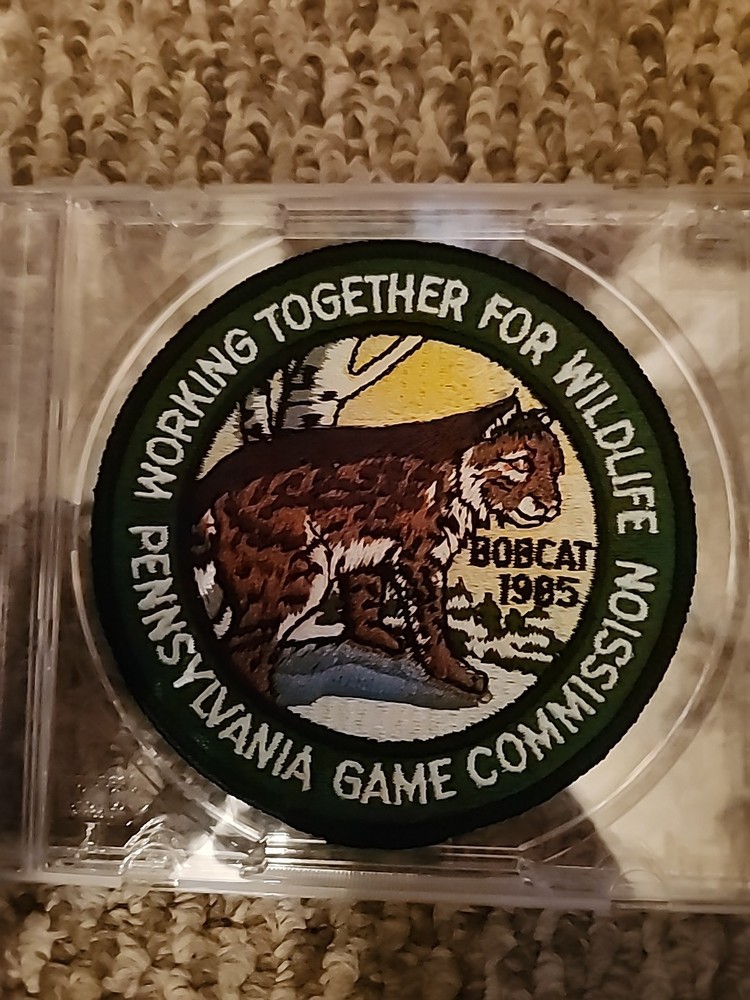 WORKING TOGETHER FOR WILDLIFE
BOBCAT
1985
PENNSYLVANIA GAME COMMISSION